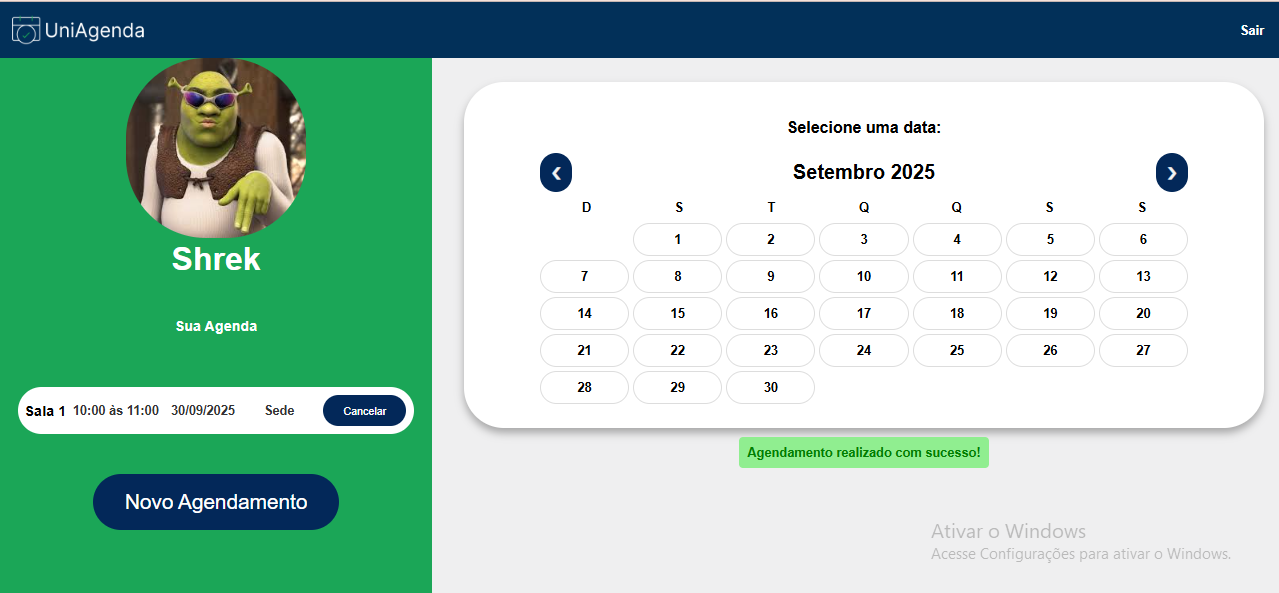 UniAgenda
Sair
Shrek
Sua Agenda
Sala 1 10:00 às 11:00 30/09/2025 Sede Cancelar
Novo Agendamento
Selecione uma data:
❮ Setembro 2025 ❯
D S T Q Q S S
1 2 3 4 5 6
7 8 9 10 11 12 13
14 15 16 17 18 19 20
21 22 23 24 25 26 27
28 29 30
Agendamento realizado com sucesso!
Ativar o Windows
Acesse Configurações para ativar o Windows.